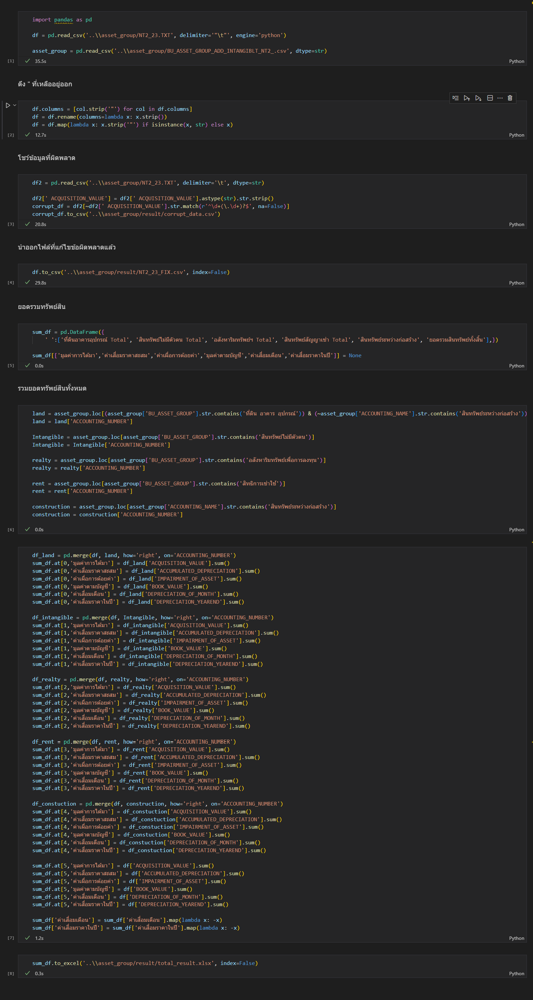 import pandas as pd
df = pd.read_csv('..\\asset_group/NT2_23.TXT', delimiter='"\t"', engine='python')
asset_group = pd.read_csv('..\\asset_group/BU_ASSET_GROUP_ADD_INTANGIBLT_NT2_.csv', dtype=str)
[1] 35.5s Python
ดึง " ที่เหลืออยู่ออก
df.columns = [col.strip('"') for col in df.columns]
df = df.rename(columns=lambda x: x.strip())
df = df.map(lambda x: x.strip('"') if isinstance(x, str) else x)
[2] 12.7s Python
โชว์ข้อมูลที่ผิดพลาด
df2 = pd.read_csv('..\\asset_group/NT2_23.TXT', delimiter='\t', dtype=str)
df2[' ACQUISITION_VALUE'] = df2[' ACQUISITION_VALUE'].astype(str).str.strip()
corrupt_df = df2[~df2[' ACQUISITION_VALUE'].str.match(r'^\d+(\.\d+)?$', na=False)]
corrupt_df.to_csv('..\\asset_group/result/corrupt_data.csv')
[3] 20.8s Python
นำออกไฟล์ที่แก้ไขข้อผิดพลาดแล้ว
df.to_csv('..\\asset_group/result/NT2_23_FIX.csv', index=False)
[4] 29.8s Python
ยอดรวมทรัพย์สิน
sum_df = pd.DataFrame({
' ':['ที่ดินอาคารอุปกรณ์ Total', 'สินทรัพย์ไม่มีตัวตน Total', 'อสังหาริมทรัพย์ฯ Total', 'สินทรัพย์สัญญาเช่า Total', 'สินทรัพย์ระหว่างก่อสร้าง', 'ยอดรวมสินทรัพย์ทั้งสิ้น'],})
sum_df[['มูลค่าการได้มา','ค่าเสื่อมราคาสะสม','ค่าเผื่อการด้อยค่า','มูลค่าตามบัญชี','ค่าเสื่อมเดือน','ค่าเสื่อมราคาในปี']] = None
[5] 0.0s Python
รวมยอดทรัพย์สินทั้งหมด
land = asset_group.loc[(asset_group['BU_ASSET_GROUP'].str.contains('ที่ดิน อาคาร อุปกรณ์')) & (~asset_group['ACCOUNTING_NAME'].str.contains('สินทรัพย์ระหว่างก่อสร้าง'))
land = land['ACCOUNTING_NUMBER']
Intangible = asset_group.loc[asset_group['BU_ASSET_GROUP'].str.contains('สินทรัพย์ไม่มีตัวตน')]
Intangible = Intangible['ACCOUNTING_NUMBER']
realty = asset_group.loc[asset_group['BU_ASSET_GROUP'].str.contains('อสังหาริมทรัพย์เพื่อการลงทุน')]
realty = realty['ACCOUNTING_NUMBER']
rent = asset_group.loc[asset_group['BU_ASSET_GROUP'].str.contains('สิทธิการเช่าใช้')]
rent = rent['ACCOUNTING_NUMBER']
construction = asset_group.loc[asset_group['ACCOUNTING_NAME'].str.contains('สินทรัพย์ระหว่างก่อสร้าง')]
construction = construction['ACCOUNTING_NUMBER']
[6] 0.0s Python
df_land = pd.merge(df, land, how='right', on='ACCOUNTING_NUMBER')
sum_df.at[0,'มูลค่าการได้มา'] = df_land['ACQUISITION_VALUE'].sum()
sum_df.at[0,'ค่าเสื่อมราคาสะสม'] = df_land['ACCUMULATED_DEPRECIATION'].sum()
sum_df.at[0,'ค่าเผื่อการด้อยค่า'] = df_land['IMPAIRMENT_OF_ASSET'].sum()
sum_df.at[0,'มูลค่าตามบัญชี'] = df_land['BOOK_VALUE'].sum()
sum_df.at[0,'ค่าเสื่อมเดือน'] = df_land['DEPRECIATION_OF_MONTH'].sum()
sum_df.at[0,'ค่าเสื่อมราคาในปี'] = df_land['DEPRECIATION_YEAREND'].sum()
df_intangible = pd.merge(df, Intangible, how='right', on='ACCOUNTING_NUMBER')
sum_df.at[1,'มูลค่าการได้มา'] = df_intangible['ACQUISITION_VALUE'].sum()
sum_df.at[1,'ค่าเสื่อมราคาสะสม'] = df_intangible['ACCUMULATED_DEPRECIATION'].sum()
sum_df.at[1,'ค่าเผื่อการด้อยค่า'] = df_intangible['IMPAIRMENT_OF_ASSET'].sum()
sum_df.at[1,'มูลค่าตามบัญชี'] = df_intangible['BOOK_VALUE'].sum()
sum_df.at[1,'ค่าเสื่อมเดือน'] = df_intangible['DEPRECIATION_OF_MONTH'].sum()
sum_df.at[1,'ค่าเสื่อมราคาในปี'] = df_intangible['DEPRECIATION_YEAREND'].sum()
df_realty = pd.merge(df, realty, how='right', on='ACCOUNTING_NUMBER')
sum_df.at[2,'มูลค่าการได้มา'] = df_realty['ACQUISITION_VALUE'].sum()
sum_df.at[2,'ค่าเสื่อมราคาสะสม'] = df_realty['ACCUMULATED_DEPRECIATION'].sum()
sum_df.at[2,'ค่าเผื่อการด้อยค่า'] = df_realty['IMPAIRMENT_OF_ASSET'].sum()
sum_df.at[2,'มูลค่าตามบัญชี'] = df_realty['BOOK_VALUE'].sum()
sum_df.at[2,'ค่าเสื่อมเดือน'] = df_realty['DEPRECIATION_OF_MONTH'].sum()
sum_df.at[2,'ค่าเสื่อมราคาในปี'] = df_realty['DEPRECIATION_YEAREND'].sum()
df_rent = pd.merge(df, rent, how='right', on='ACCOUNTING_NUMBER')
sum_df.at[3,'มูลค่าการได้มา'] = df_rent['ACQUISITION_VALUE'].sum()
sum_df.at[3,'ค่าเสื่อมราคาสะสม'] = df_rent['ACCUMULATED_DEPRECIATION'].sum()
sum_df.at[3,'ค่าเผื่อการด้อยค่า'] = df_rent['IMPAIRMENT_OF_ASSET'].sum()
sum_df.at[3,'มูลค่าตามบัญชี'] = df_rent['BOOK_VALUE'].sum()
sum_df.at[3,'ค่าเสื่อมเดือน'] = df_rent['DEPRECIATION_OF_MONTH'].sum()
sum_df.at[3,'ค่าเสื่อมราคาในปี'] = df_rent['DEPRECIATION_YEAREND'].sum()
df_constuction = pd.merge(df, construction, how='right', on='ACCOUNTING_NUMBER')
sum_df.at[4,'มูลค่าการได้มา'] = df_constuction['ACQUISITION_VALUE'].sum()
sum_df.at[4,'ค่าเสื่อมราคาสะสม'] = df_constuction['ACCUMULATED_DEPRECIATION'].sum()
sum_df.at[4,'ค่าเผื่อการด้อยค่า'] = df_constuction['IMPAIRMENT_OF_ASSET'].sum()
sum_df.at[4,'มูลค่าตามบัญชี'] = df_constuction['BOOK_VALUE'].sum()
sum_df.at[4,'ค่าเสื่อมเดือน'] = df_constuction['DEPRECIATION_OF_MONTH'].sum()
sum_df.at[4,'ค่าเสื่อมราคาในปี'] = df_constuction['DEPRECIATION_YEAREND'].sum()
sum_df.at[5,'มูลค่าการได้มา'] = df['ACQUISITION_VALUE'].sum()
sum_df.at[5,'ค่าเสื่อมราคาสะสม'] = df['ACCUMULATED_DEPRECIATION'].sum()
sum_df.at[5,'ค่าเผื่อการด้อยค่า'] = df['IMPAIRMENT_OF_ASSET'].sum()
sum_df.at[5,'มูลค่าตามบัญชี'] = df['BOOK_VALUE'].sum()
sum_df.at[5,'ค่าเสื่อมเดือน'] = df['DEPRECIATION_OF_MONTH'].sum()
sum_df.at[5,'ค่าเสื่อมราคาในปี'] = df['DEPRECIATION_YEAREND'].sum()
sum_df['ค่าเสื่อมเดือน'] = sum_df['ค่าเสื่อมเดือน'].map(lambda x: -x)
sum_df['ค่าเสื่อมราคาในปี'] = sum_df['ค่าเสื่อมราคาในปี'].map(lambda x: -x)
[7] 1.2s Python
sum_df.to_excel('..\\asset_group/result/total_result.xlsx', index=False)
[8] 0.3s Python